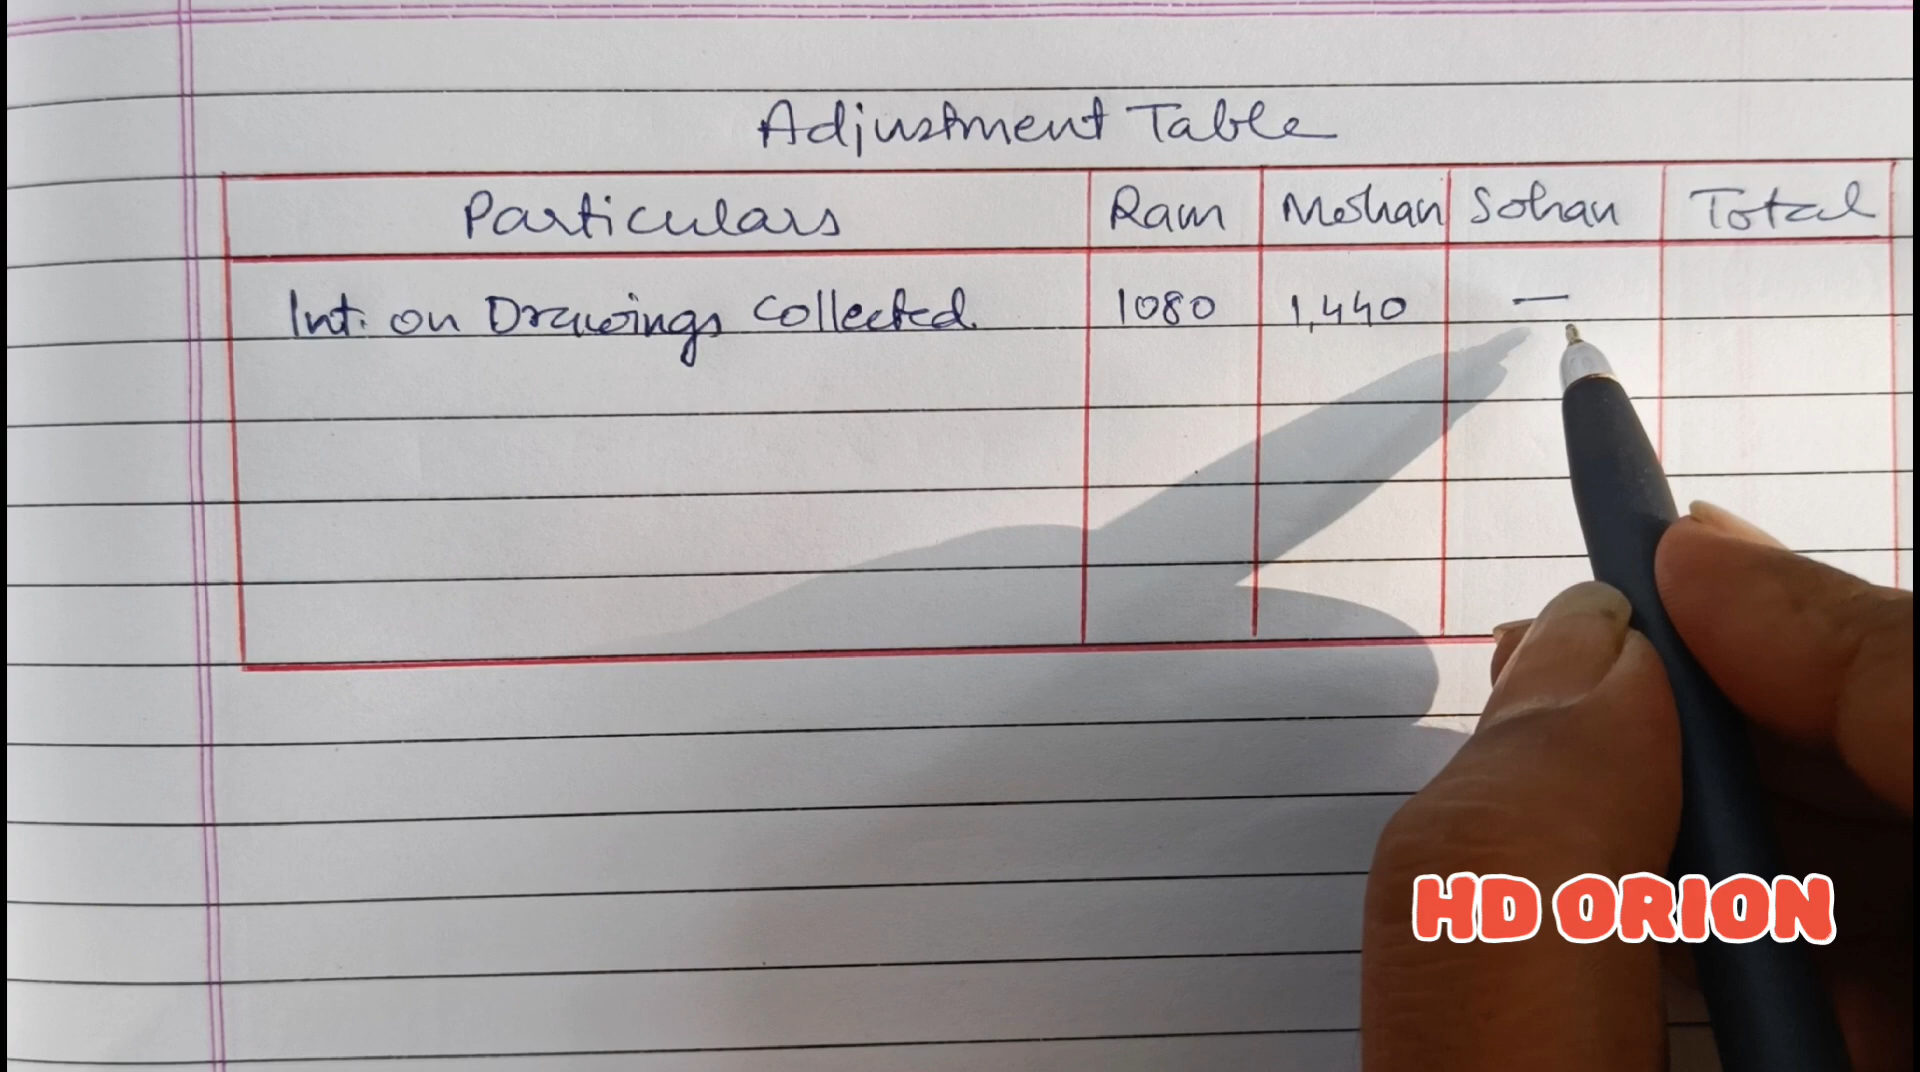 Adjustment Table
Particulars Ram Mohan Sohan Total
Int. on Drawings Collected 1080 1,440 —
HD ORION